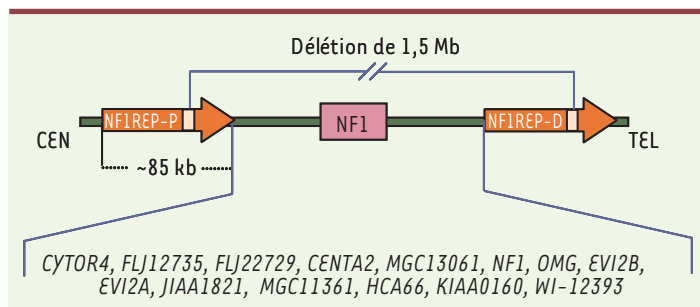 Délétion de 1,5 Mb
NF1REP-P
NF1
NF1REP-D
CEN
TEL
~85 kb
CYTOR4, FLJ12735, FLJ22729, CENTA2, MGC13061, NF1, OMG, EVI2B,
EVI2A, JIAA1821, MGC11361, HCA66, KIAA0160, WI-12393